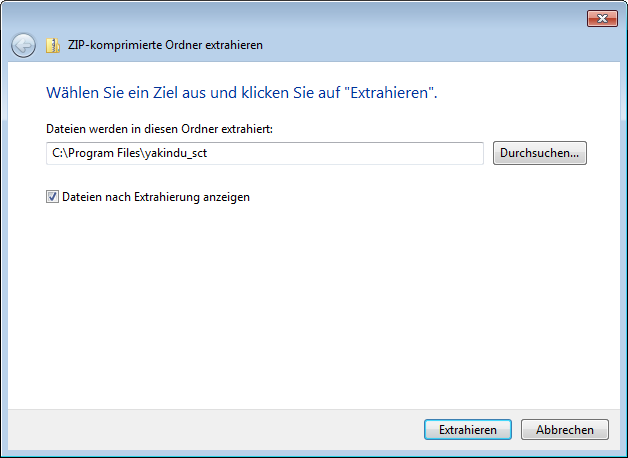 ZIP-komprimierte Ordner extrahieren
Wählen Sie ein Ziel aus und klicken Sie auf "Extrahieren".
Dateien werden in diesen Ordner extrahiert:
C:\Program Files\yakindu_sct
Durchsuchen...
Dateien nach Extrahierung anzeigen
Extrahieren
Abbrechen